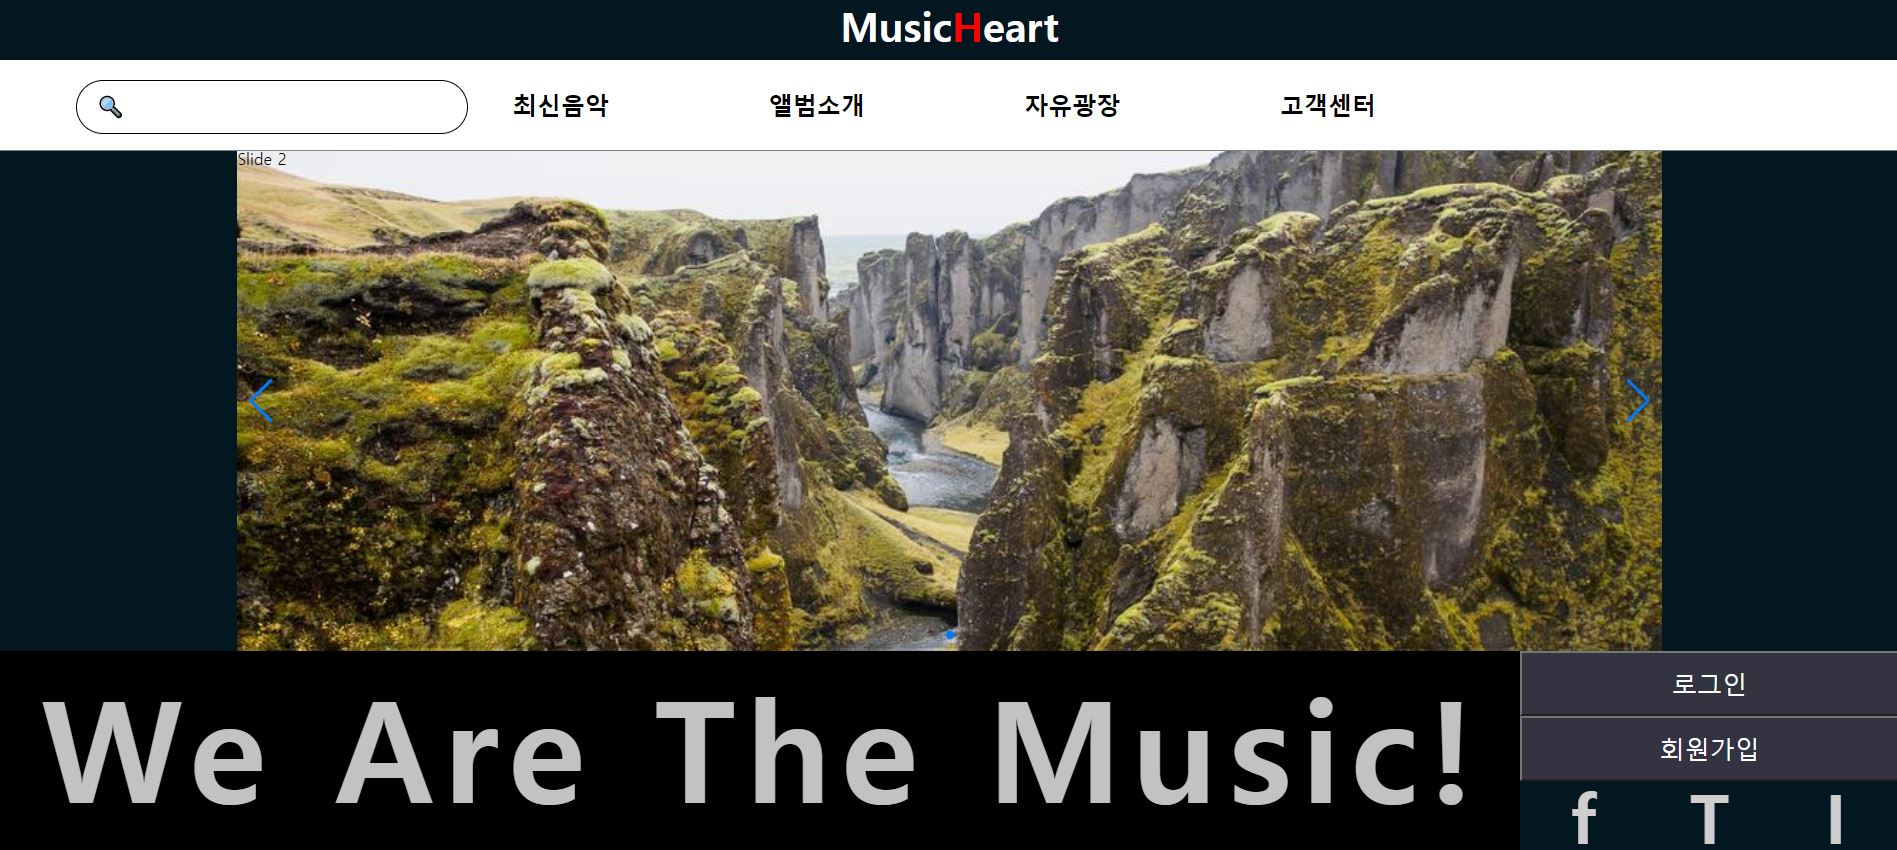 MusicHeart
최신음악 앨범소개 자유광장 고객센터
Slide 2
We Are The Music!
로그인
회원가입
f T I